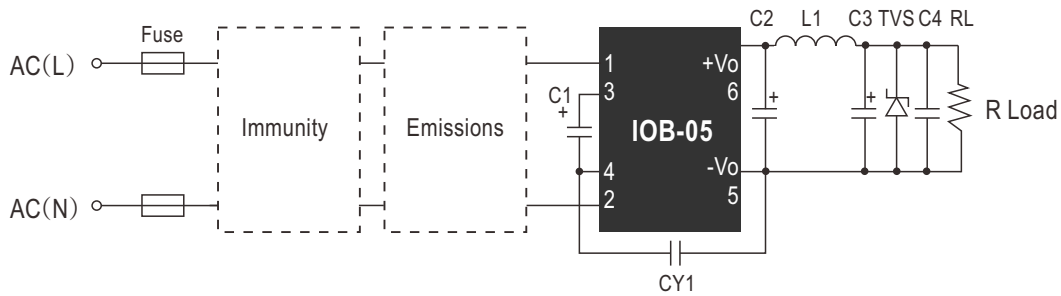 C2 L1 C3 TVS C4 RL
Fuse
AC(L)
1
+Vo
3
6
C1
+
+
+
Immunity
Emissions
IOB-05
R Load
4
-Vo
2
5
AC(N)
CY1